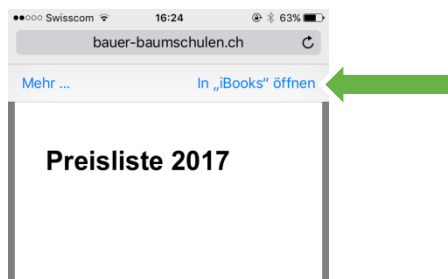 Swisscom 16:24 63%
bauer-baumschulen.ch
Mehr ... In „iBooks“ öffnen
Preisliste 2017